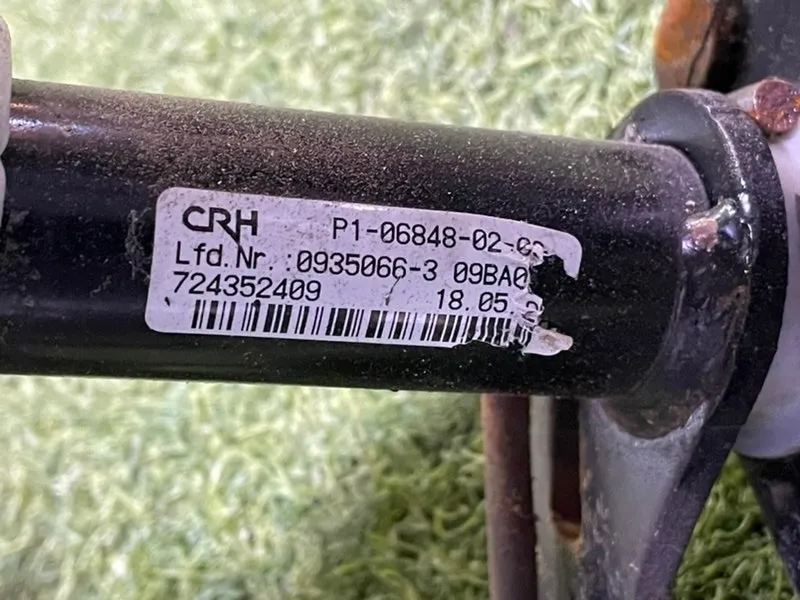 CRH P1-06848-02-
Lfd.Nr.:0935066-3 09BA0
724352409 18.05.